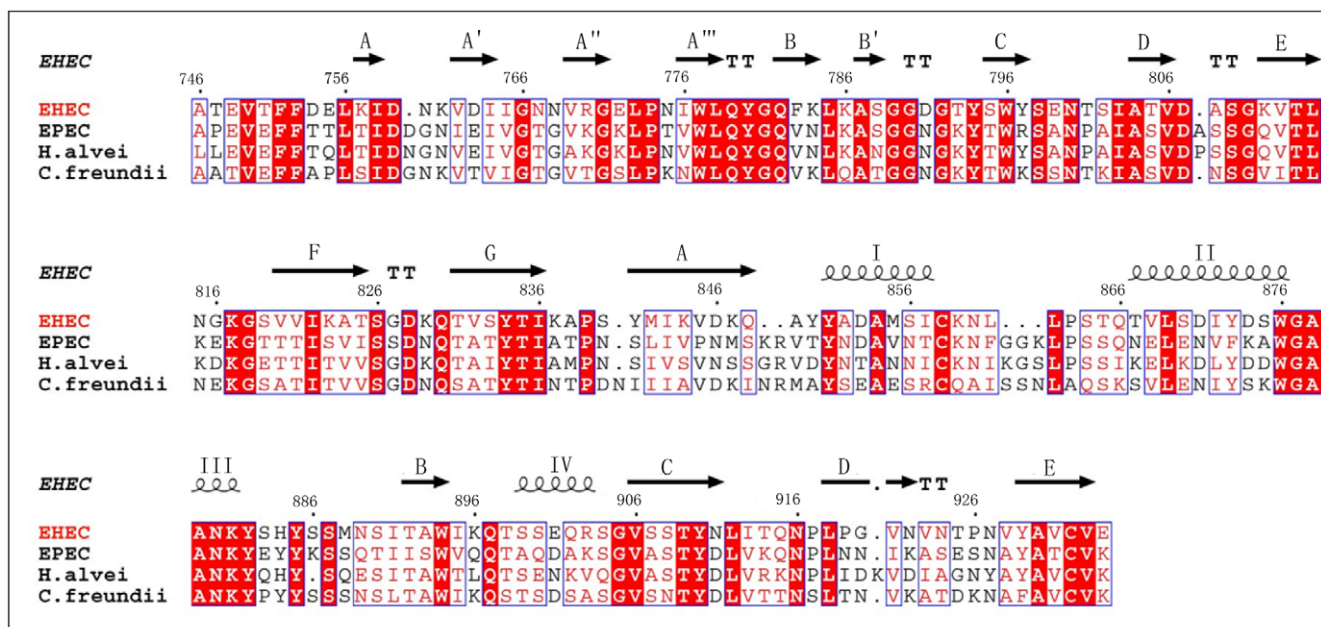 EHEC A A' A'' A''' TT B B' TT C D TT E
746 756 766 776 786 796 806
EHEC ATEVTFFDELKID.NKVDIIGNNVRGELPNIWLQYGQFKLKASGGDGTYSWYSENTSIATVD.ASGKVTL
EPEC APEVEFFTTLTIDDGNIEIVGTGVKGKLPTVWLQYGQVNLKASGGNGKYTWRSANPAIASVDASSGQVTL
H.alvei LLEVEFFTQLTIDNGNVEIVGTGAKGKLPNVWLQYGQVNLKANGGNGKYTWYSANPAIASVDPSSGQVTL
C.freundii AATVEFFAPLSIDGNKVTVIGTGVTGSLPKNWLQYGQVKLQATGGNGKYTWKSSNTKIASVD.NSGVITL
EHEC F TT G A I II
816 826 836 846 856 866 876
EHEC NGKGSVVIKATSGDKQTVSYTIKAPS.YMIKVDKQ..AYYADAMSICKNL...LPSTQTVLSDIYDSWGA
EPEC KEKGTTTISVISSDNQTATYTIATPN.SLIVPNMSKRVTYNDAVNTCKNFGGKLPSSQNELENVFKAWGA
H.alvei KDKGETTITVVSGDNQTATYTIAMPN.SIVSVNSSGRVDYNTANNICKNIKGSLPSSIKELKDLYDDWGA
C.freundii NEKGSATITVVSGDNQSATYTINTPDNIIIAVDKINRMAYSEAESRCQAISSNLAQSKSVLENIYSKWGA
EHEC III B IV C D . TT E
886 896 906 916 926
EHEC ANKYSHYSSMNSITAWIKQTSSEQRSGVSSTYNLITQNPLPG.VNVNTPNVYAVCVE
EPEC ANKYEYYKSSQTIISWVQQTAQDAKSGVASTYDLVKQNPLNN.IKASESNAYATCVK
H.alvei ANKYQHY.SQESITAWTLQTSENKVQGVASTYDLVRKNPLIDKVDIAGNYAYAVCVK
C.freundii ANKYPYYSSSNSLTAWIKQSTSDSASGVSNTYDLVTTNSLTN.VKATDKNAFAVCVK